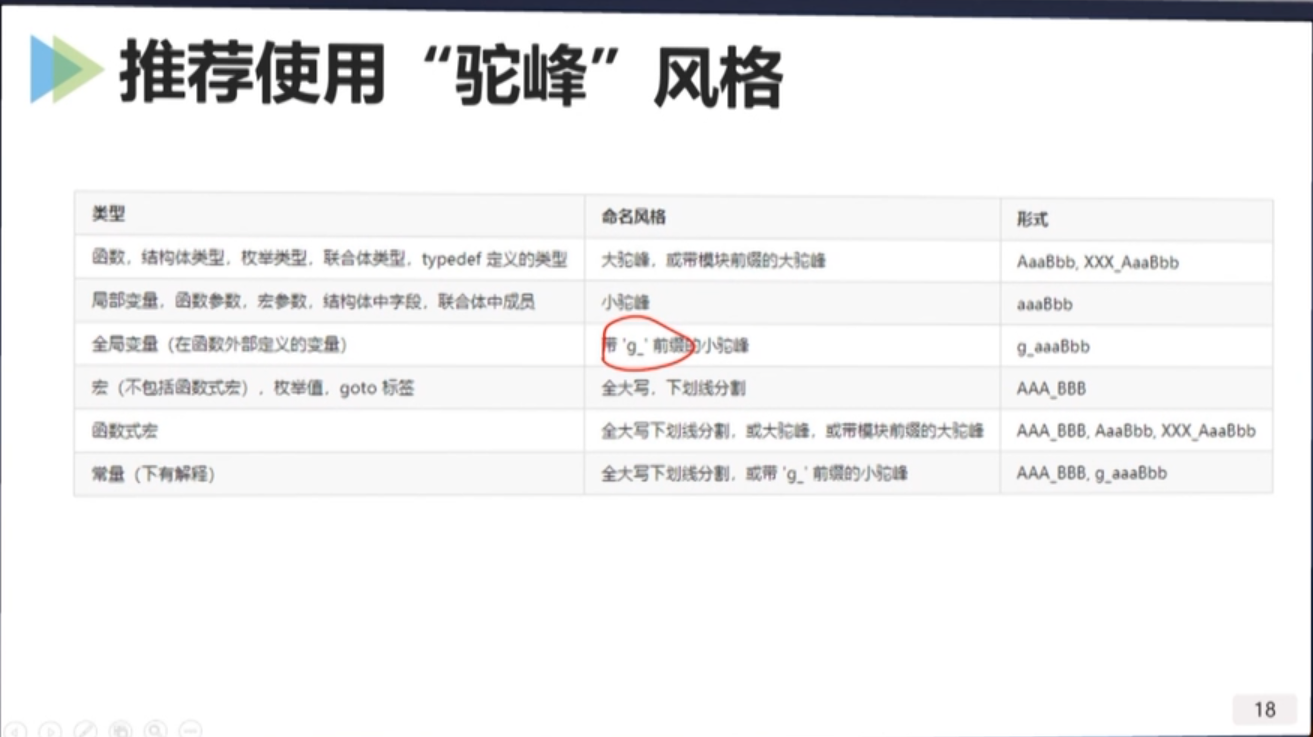 推荐使用“驼峰”风格
类型 命名风格 形式
函数，结构体类型，枚举类型，联合体类型，typedef 定义的类型 大驼峰，或带模块前缀的大驼峰 AaaBbb, XXX_AaaBbb
局部变量，函数参数，宏参数，结构体中字段，联合体中成员 小驼峰 aaaBbb
全局变量（在函数外部定义的变量） 带 'g_' 前缀的小驼峰 g_aaaBbb
宏（不包括函数式宏），枚举值，goto 标签 全大写，下划线分割 AAA_BBB
函数式宏 全大写下划线分割，或大驼峰，或带模块前缀的大驼峰 AAA_BBB, AaaBbb, XXX_AaaBbb
常量（下有解释） 全大写下划线分割，或带 'g_' 前缀的小驼峰 AAA_BBB, g_aaaBbb
18